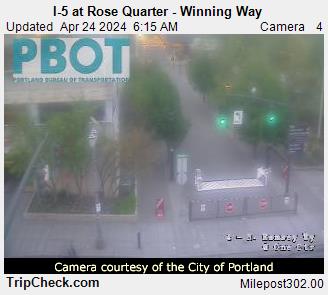 I-5 at Rose Quarter - Winning Way
Updated Apr 24 2024 6:15 AM Camera 4
PBOT
PORTLAND BUREAU OF TRANSPORTATION
Camera courtesy of the City of Portland
TripCheck.com Milepost302.00